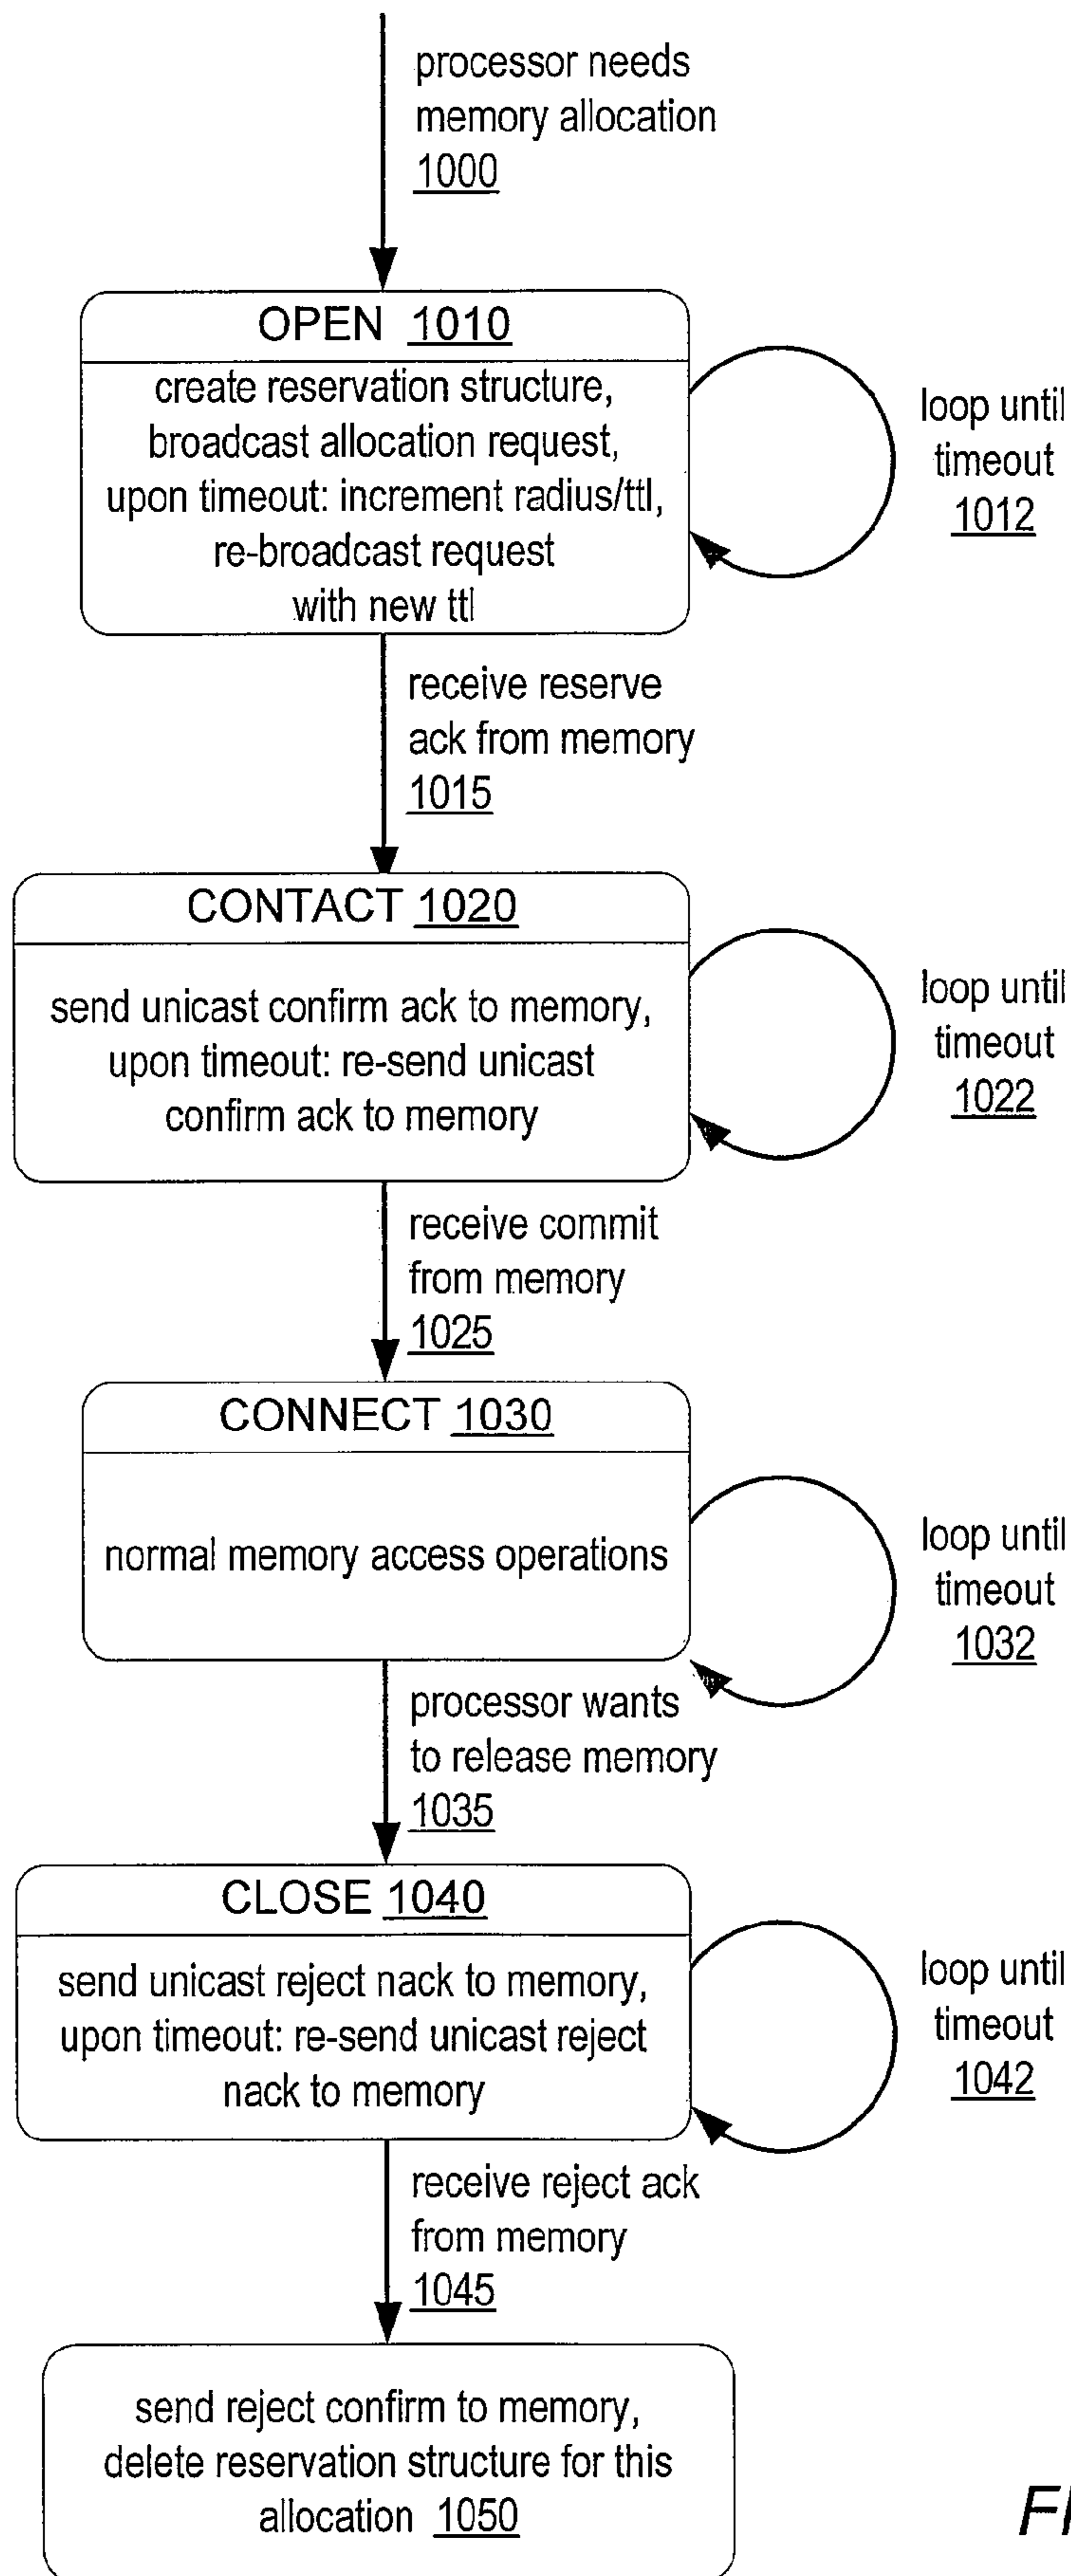 processor needs
memory allocation
1000
OPEN 1010
create reservation structure,
broadcast allocation request,
upon timeout: increment radius/ttl,
re-broadcast request
with new ttl
loop until
timeout
1012
receive reserve
ack from memory
1015
CONTACT 1020
send unicast confirm ack to memory,
upon timeout: re-send unicast
confirm ack to memory
loop until
timeout
1022
receive commit
from memory
1025
CONNECT 1030
normal memory access operations
loop until
timeout
1032
processor wants
to release memory
1035
CLOSE 1040
send unicast reject nack to memory,
upon timeout: re-send unicast reject
nack to memory
loop until
timeout
1042
receive reject ack
from memory
1045
send reject confirm to memory,
delete reservation structure for this
allocation 1050